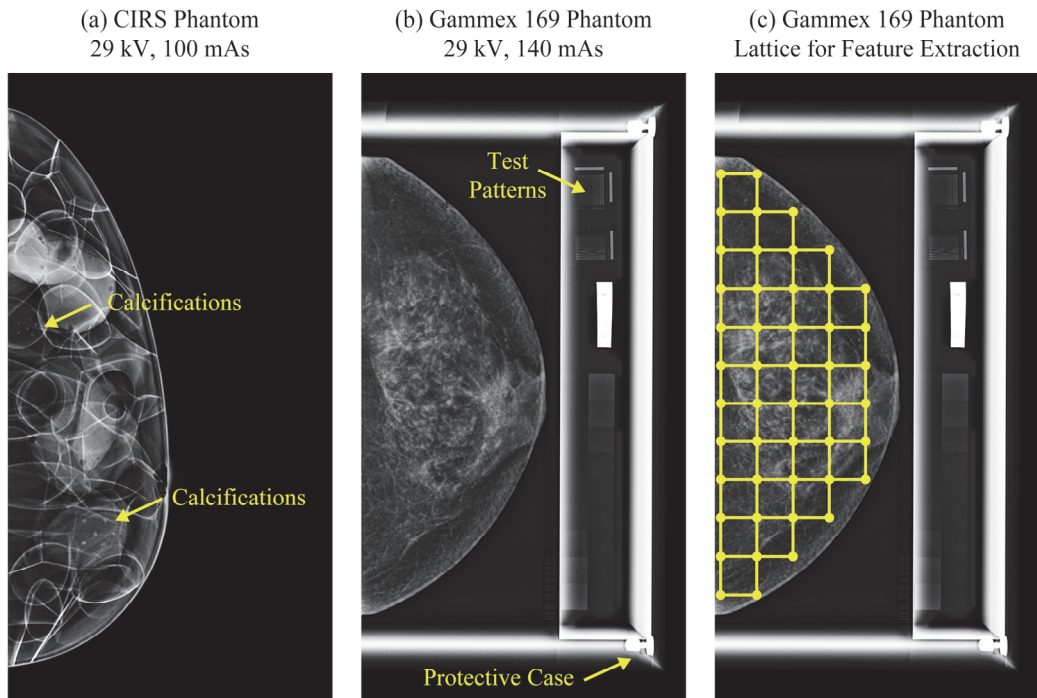 (a) CIRS Phantom
29 kV, 100 mAs
(b) Gammex 169 Phantom
29 kV, 140 mAs
(c) Gammex 169 Phantom
Lattice for Feature Extraction
Test
Patterns
Calcifications
Calcifications
Protective Case